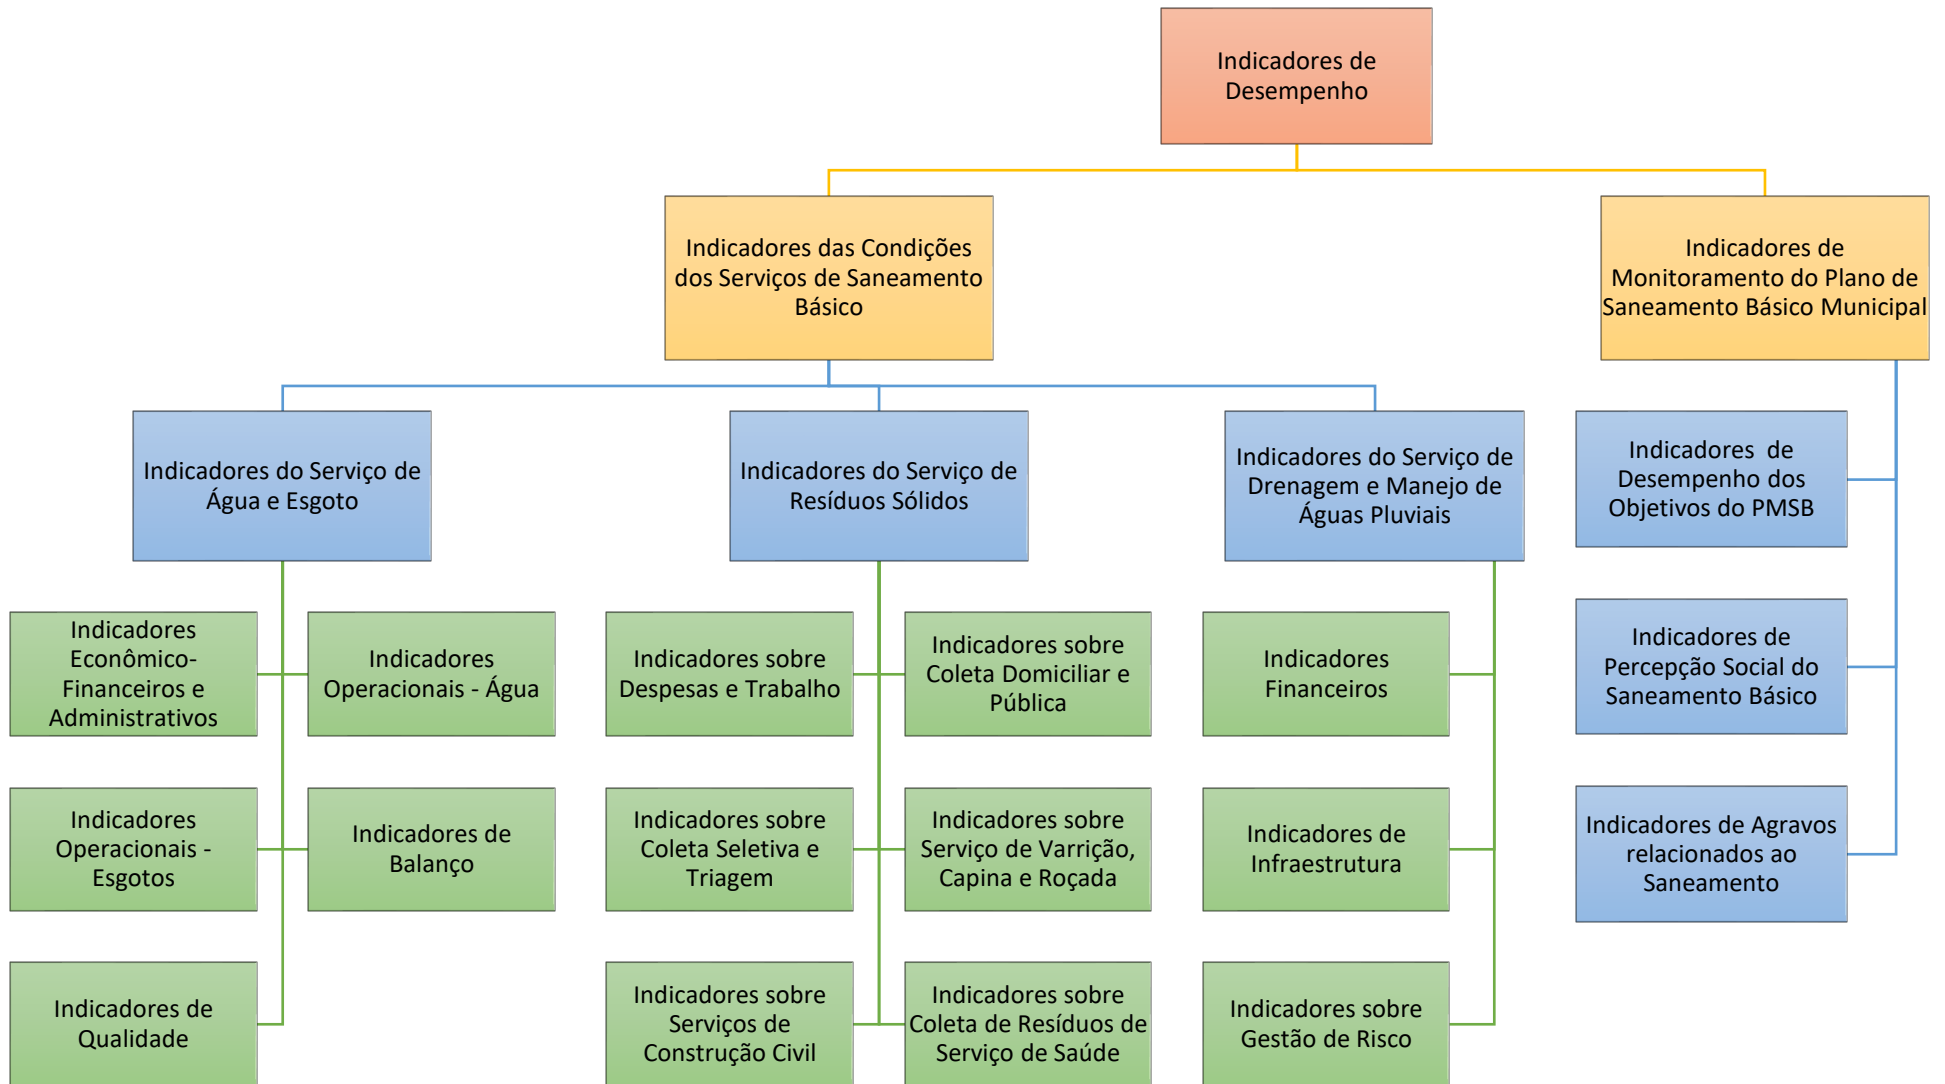 Indicadores de
Desempenho
Indicadores das Condições
dos Serviços de Saneamento
Básico
Indicadores de
Monitoramento do Plano de
Saneamento Básico Municipal
Indicadores do Serviço de
Água e Esgoto
Indicadores do Serviço de
Resíduos Sólidos
Indicadores do Serviço de
Drenagem e Manejo de
Águas Pluviais
Indicadores de
Desempenho dos
Objetivos do PMSB
Indicadores
Econômico-
Financeiros e
Administrativos
Indicadores
Operacionais - Água
Indicadores sobre
Despesas e Trabalho
Indicadores sobre
Coleta Domiciliar e
Pública
Indicadores
Financeiros
Indicadores de
Percepção Social do
Saneamento Básico
Indicadores
Operacionais -
Esgotos
Indicadores de
Balanço
Indicadores sobre
Coleta Seletiva e
Triagem
Indicadores sobre
Serviço de Varrição,
Capina e Roçada
Indicadores de
Infraestrutura
Indicadores de Agravos
relacionados ao
Saneamento
Indicadores de
Qualidade
Indicadores sobre
Serviços de
Construção Civil
Indicadores sobre
Coleta de Resíduos de
Serviço de Saúde
Indicadores sobre
Gestão de Risco